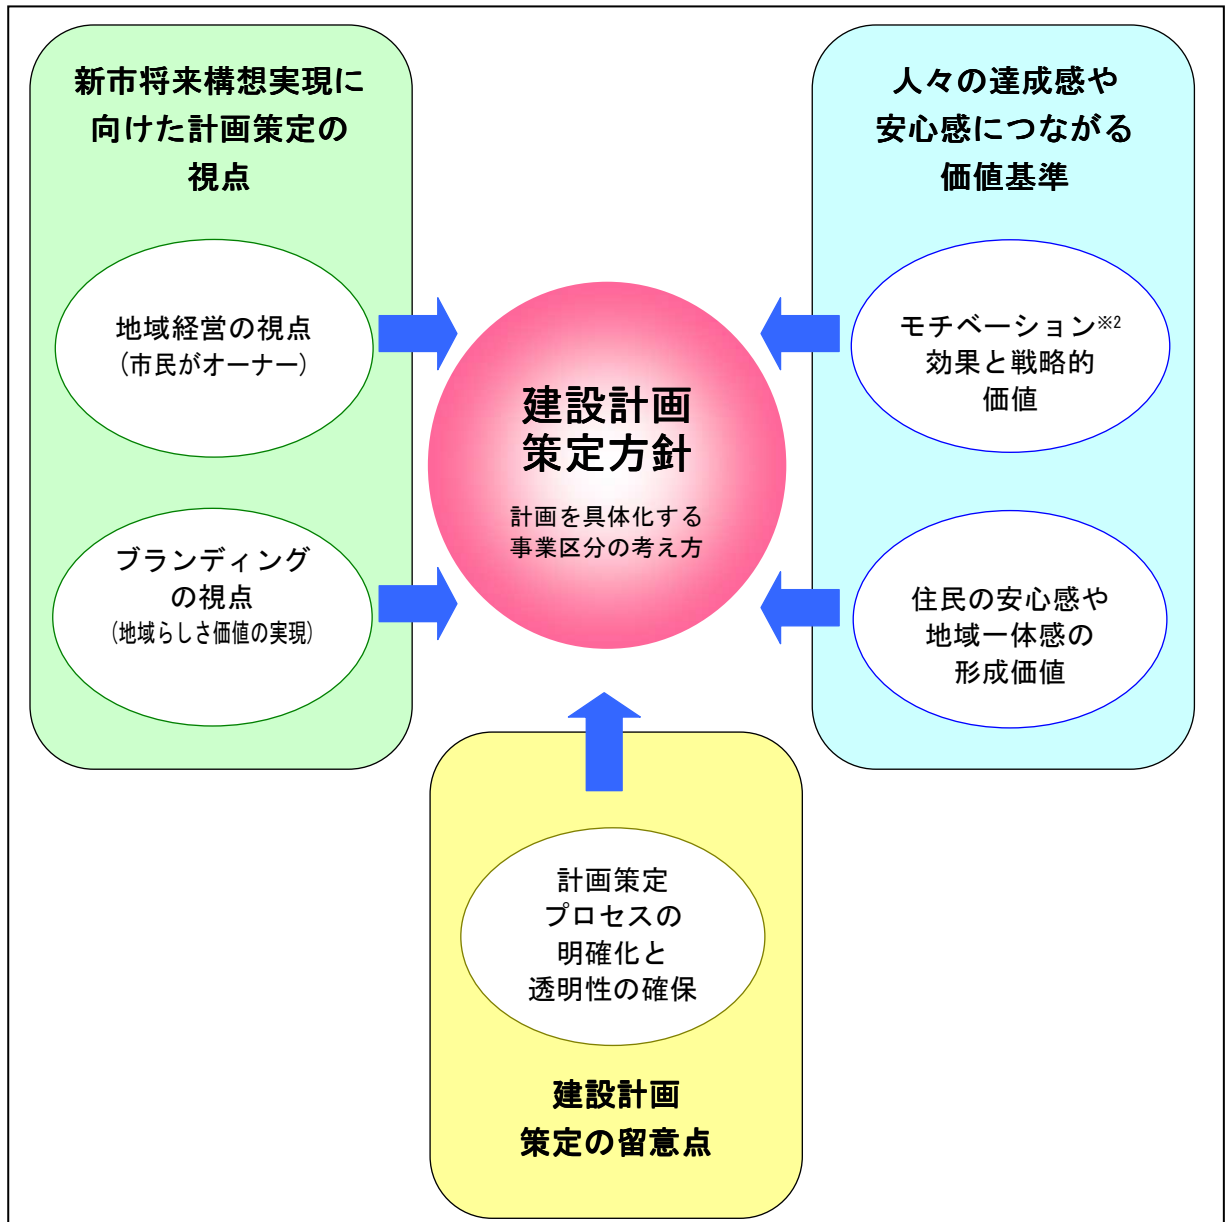 新市将来構想実現に
向けた計画策定の
視点
地域経営の視点
(市民がオーナー)
ブランディング
の視点
(地域らしさ価値の実現)
建設計画
策定方針
計画を具体化する
事業区分の考え方
人々の達成感や
安心感につながる
価値基準
モチベーション※2
効果と戦略的
価値
住民の安心感や
地域一体感の
形成価値
計画策定
プロセスの
明確化と
透明性の確保
建設計画
策定の留意点